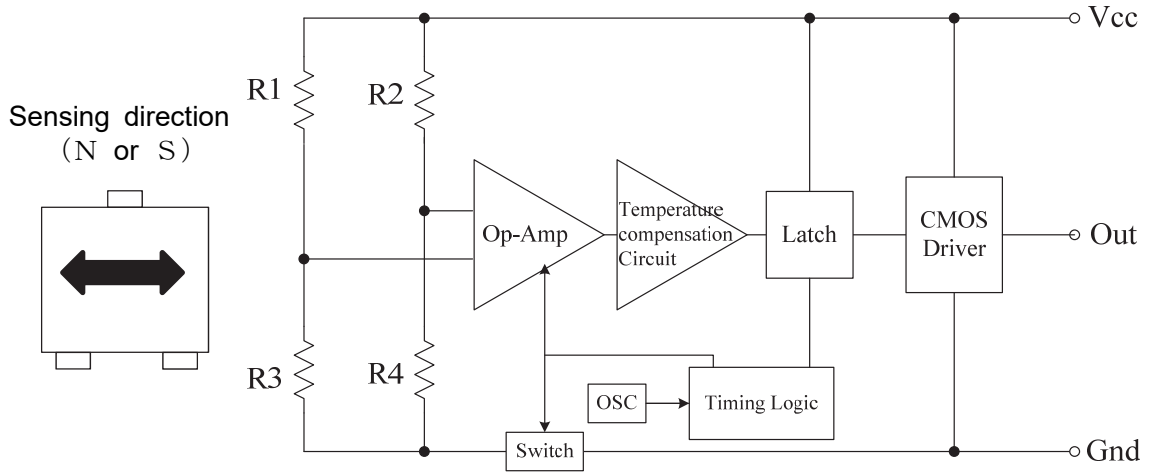 Vcc
R1
R2
Sensing direction
（N or S）
Op-Amp
Temperature
compensation
Circuit
Latch
CMOS
Driver
Out
R3
R4
OSC
Timing Logic
Switch
Gnd